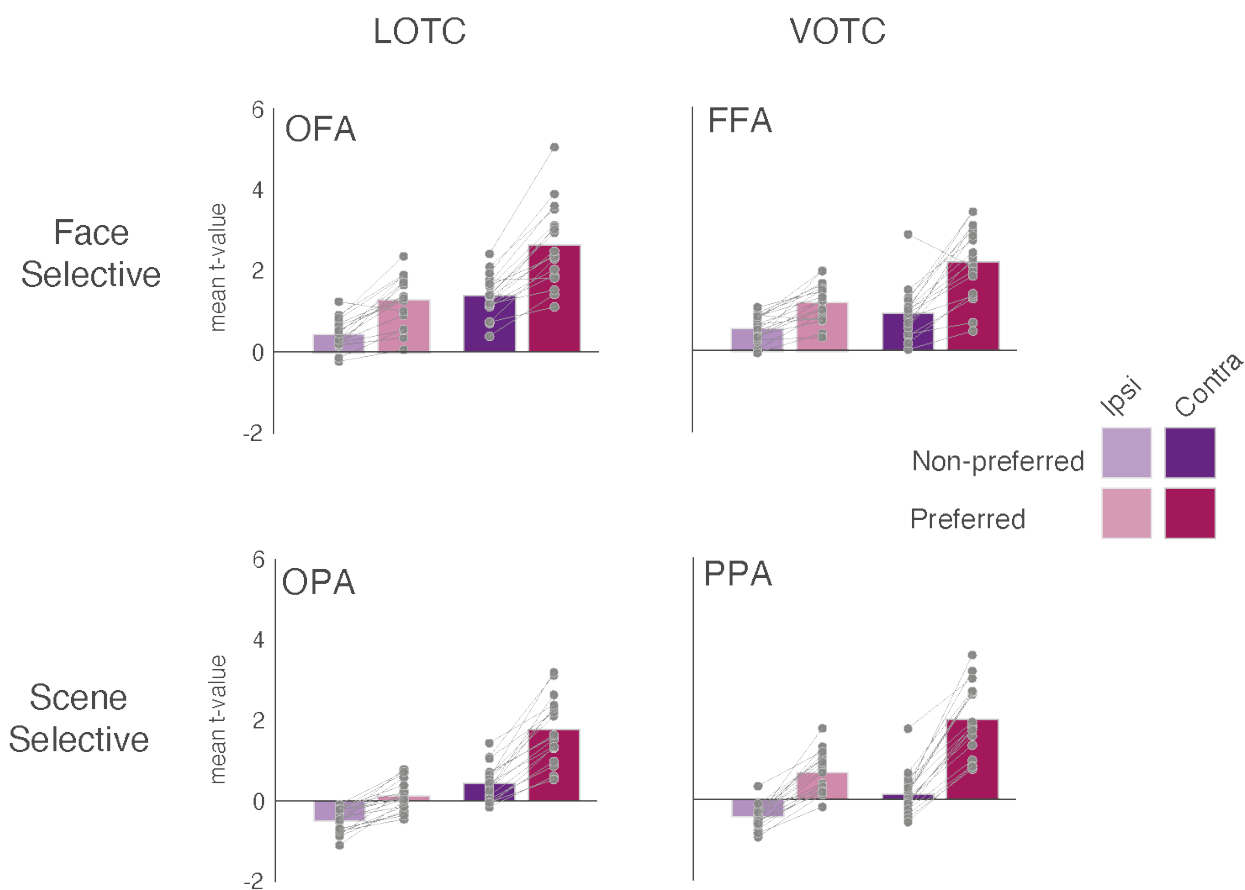 LOTC
VOTC
6
OFA
FFA
4
Face
Selective
mean t-value
2
0
-2
Ipsi
Contra
Non-preferred
Preferred
6
OPA
PPA
4
Scene
Selective
mean t-value
2
0
-2